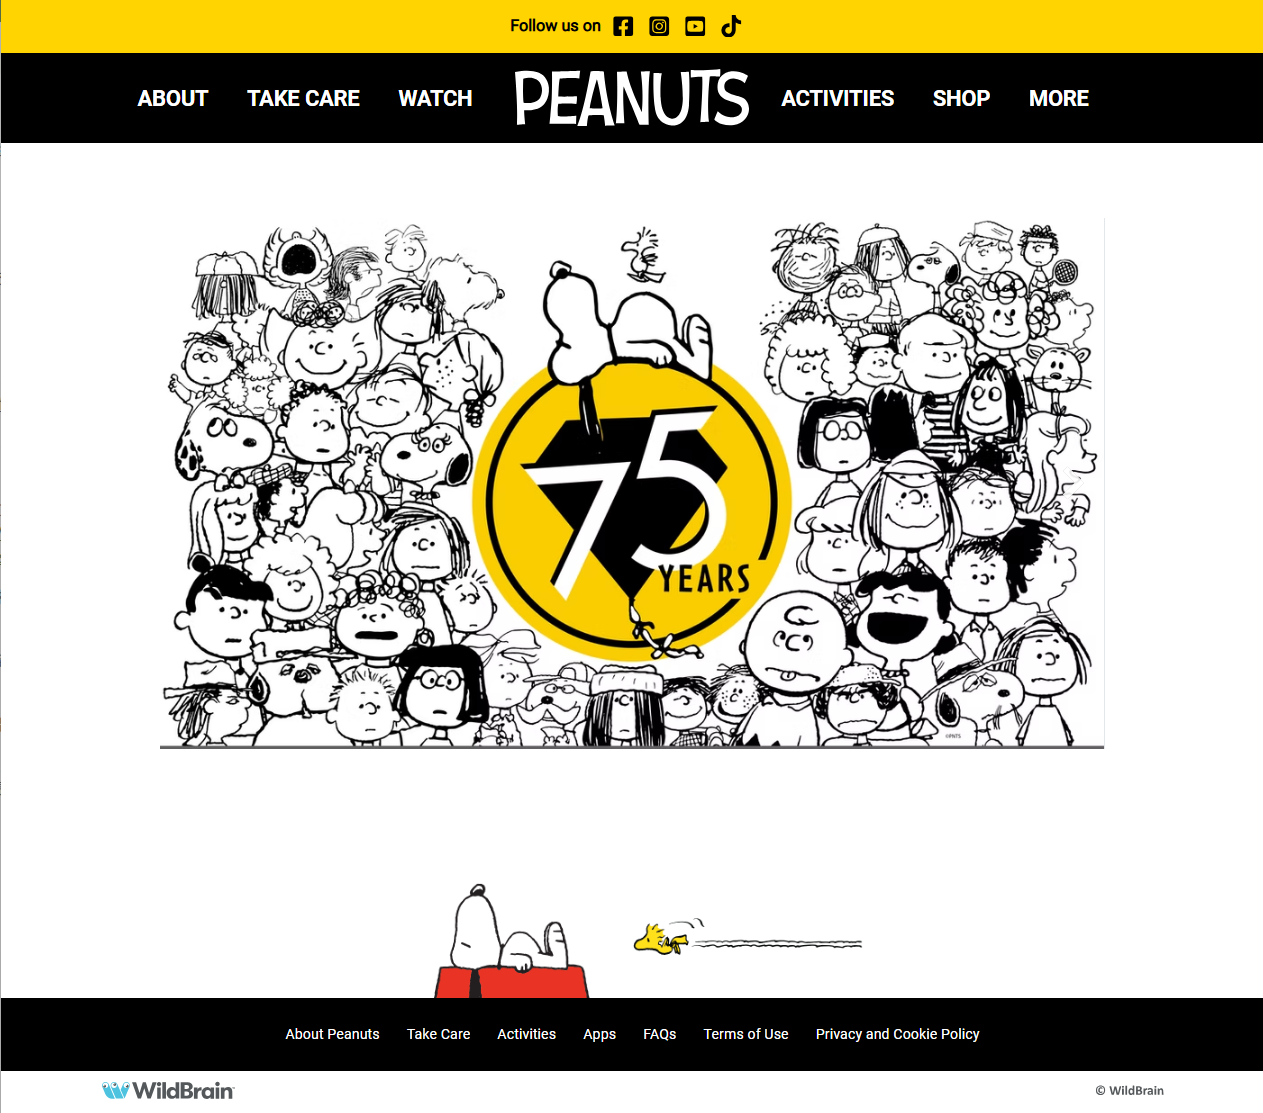 Follow us on
ABOUT TAKE CARE WATCH PEANUTS ACTIVITIES SHOP MORE
75
YEARS
©PNTS
About Peanuts Take Care Activities Apps FAQs Terms of Use Privacy and Cookie Policy
WildBrain™ © WildBrain